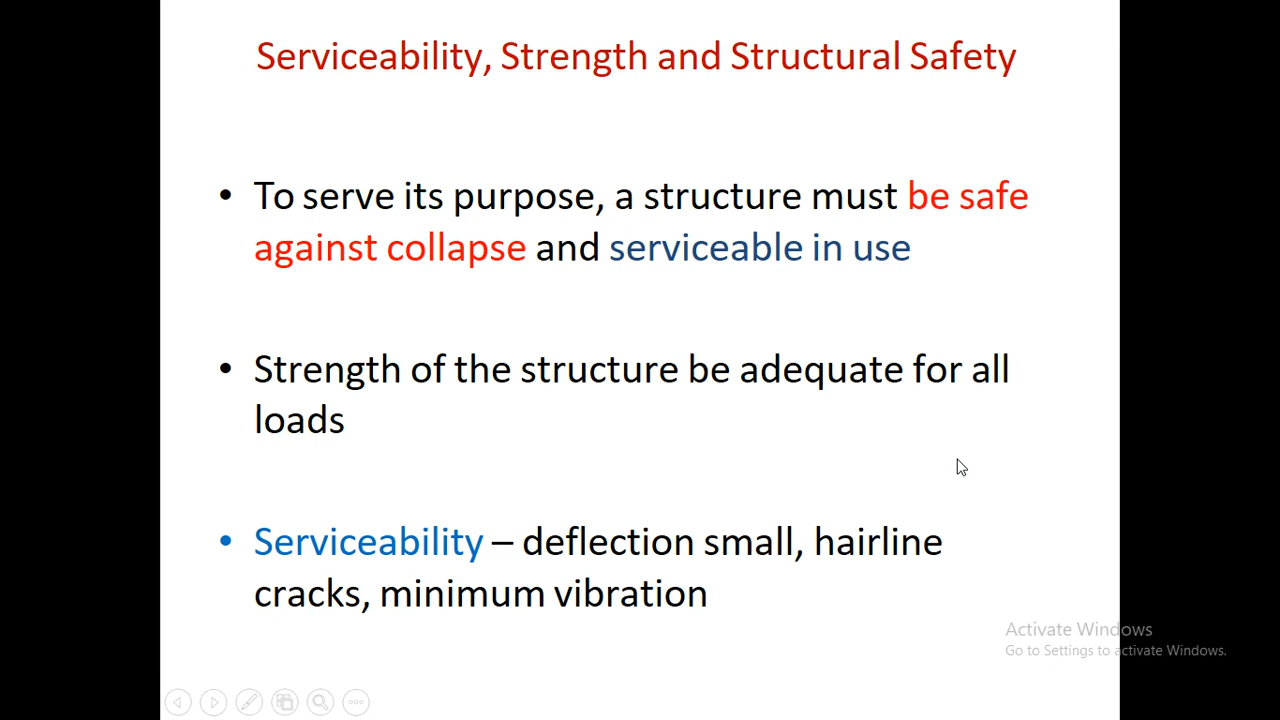 Serviceability, Strength and Structural Safety
• To serve its purpose, a structure must be safe
against collapse and serviceable in use
• Strength of the structure be adequate for all
loads
• Serviceability – deflection small, hairline
cracks, minimum vibration
Activate Windows
Go to Settings to activate Windows.